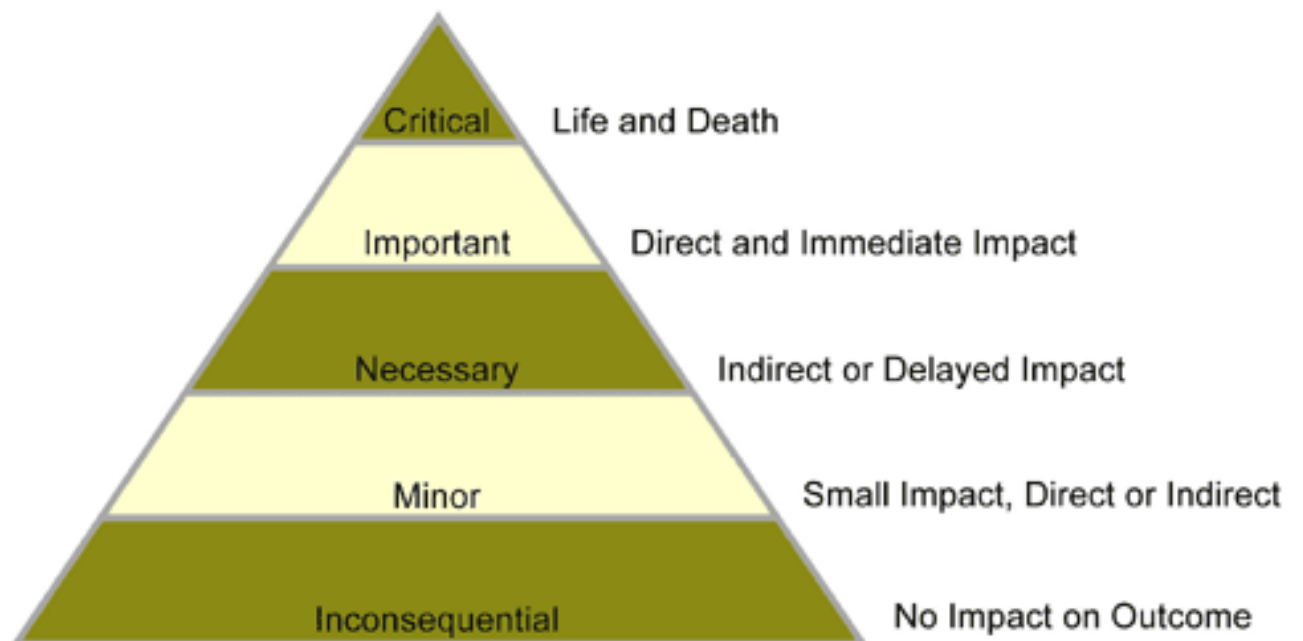 Critical Life and Death
Important Direct and Immediate Impact
Necessary Indirect or Delayed Impact
Minor Small Impact, Direct or Indirect
Inconsequential No Impact on Outcome